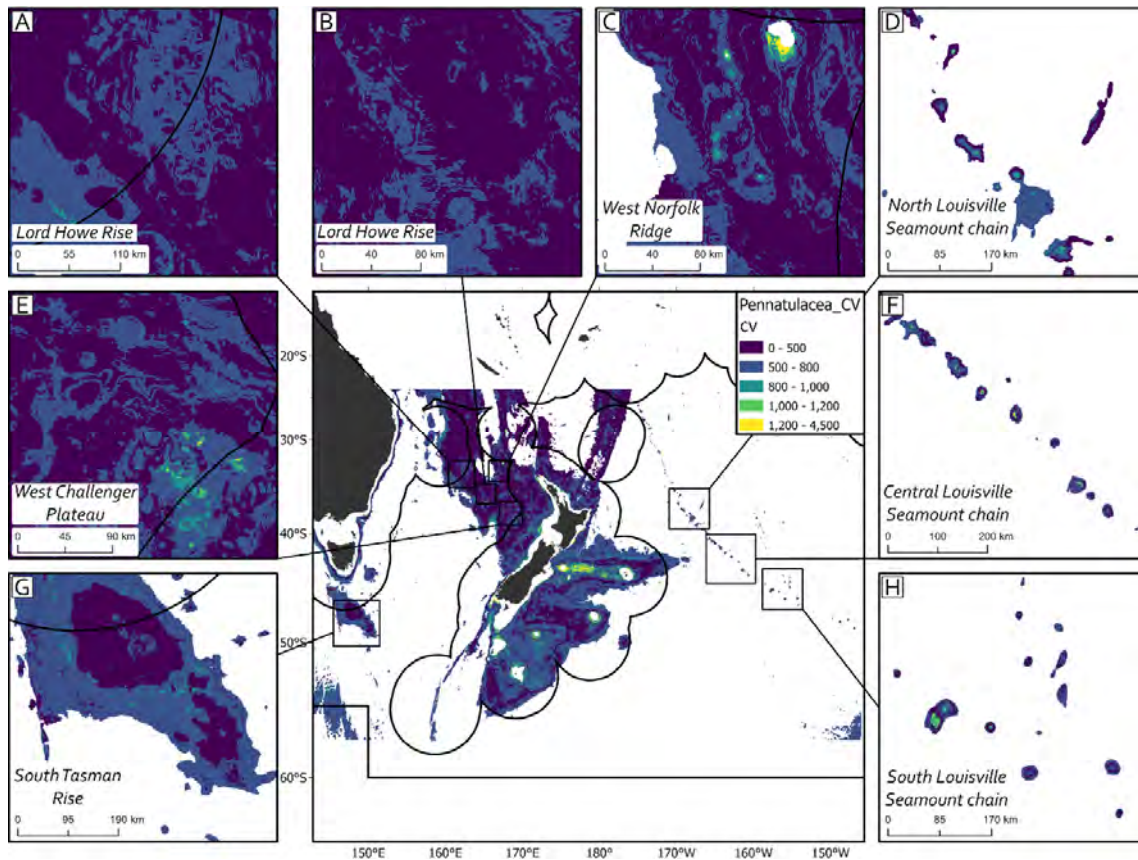 A
Lord Howe Rise
0 55 110 km
B
Lord Howe Rise
0 40 80 km
C
West Norfolk
Ridge
0 40 80 km
D
North Louisville
Seamount chain
0 85 170 km
E
West Challenger
Plateau
0 45 90 km
Pennatulacea_CV
CV
0 - 500
500 - 800
800 - 1,000
1,000 - 1,200
1,200 - 4,500
20°S
30°S
40°S
50°S
60°S
150°E 160°E 170°E 180° 170°W 160°W 150°W
F
Central Louisville
Seamount chain
0 100 200 km
G
South Tasman
Rise
0 95 190 km
H
South Louisville
Seamount chain
0 85 170 km